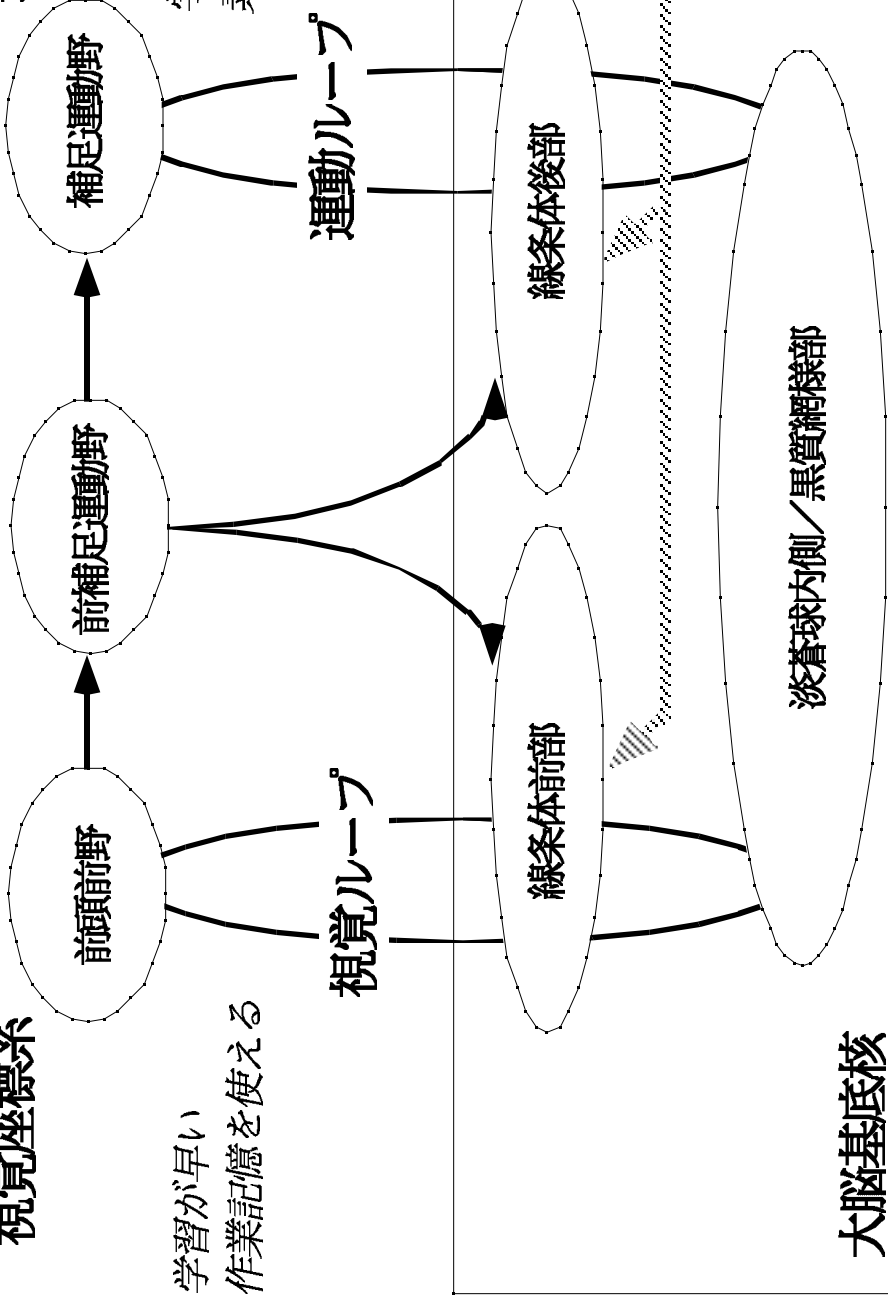 視覚座標系
前頭前野
前補足運動野
補足運動野
学習が早い
作業記憶を使える
視覚ループ
運動ループ
線条体前部
線条体後部
淡蒼球内側／黒質網様部
大脳基底核